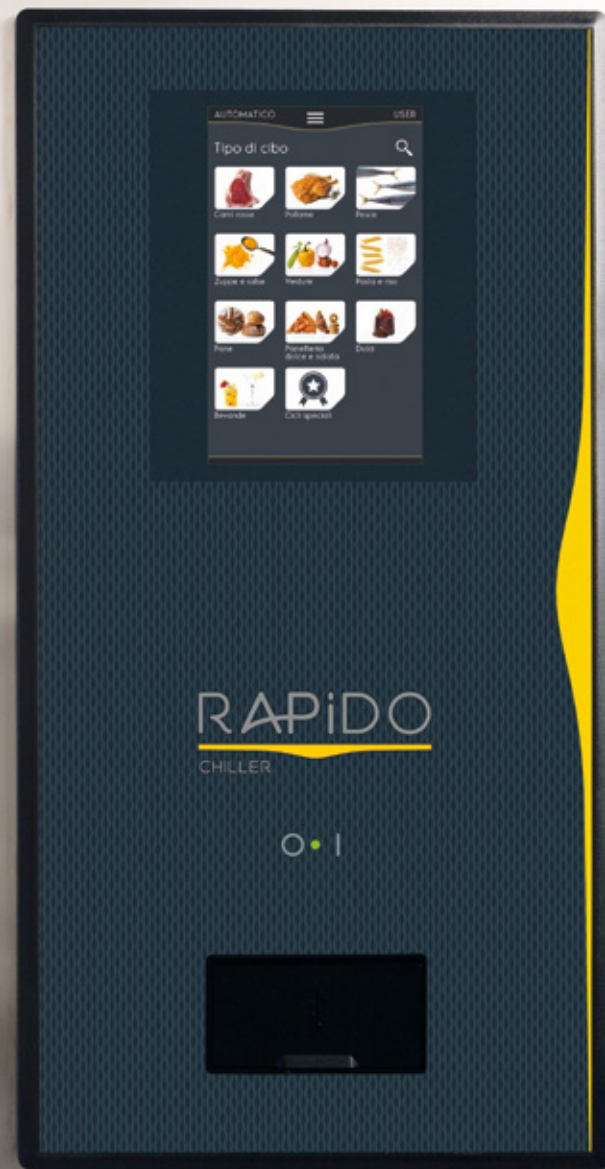 AUTOMATICO
USER
Tipo di cibo
Carni rosse
Pollame
Pesce
Zuppe e salse
Verdure
Pasta e riso
Pane
Panetteria
dolce e salata
Dolci
Bevande
Cicli speciali
RAPiDO
CHILLER
O I